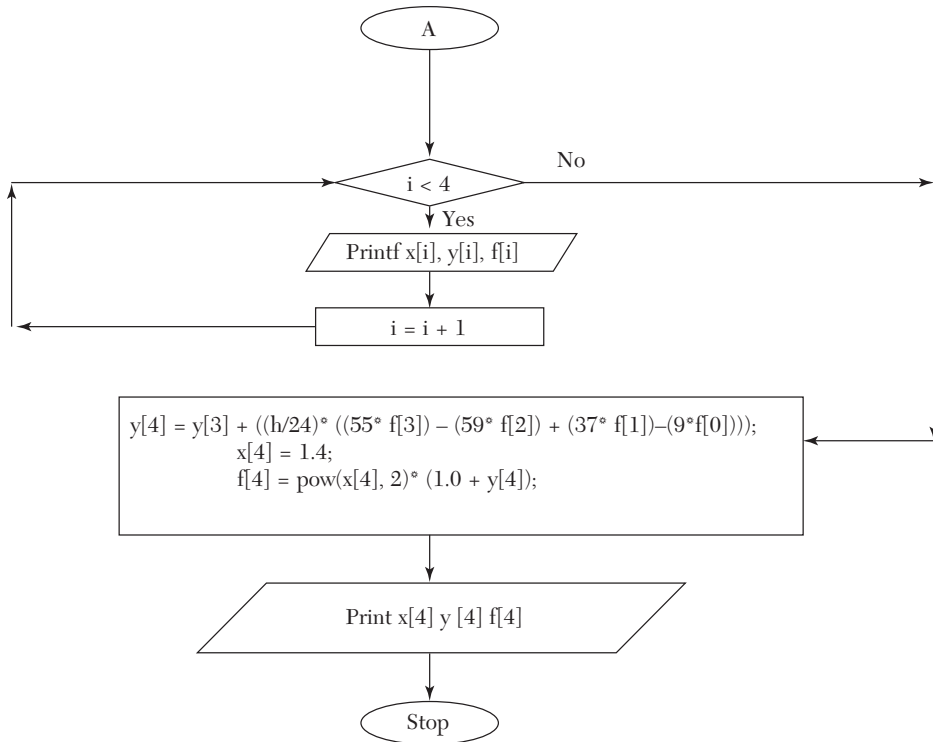 A
No
i < 4
Yes
Printf x[i], y[i], f[i]
i = i + 1
y[4] = y[3] + ((h/24)* ((55* f[3]) – (59* f[2]) + (37* f[1])–(9*f[0])));
x[4] = 1.4;
f[4] = pow(x[4], 2)* (1.0 + y[4]);
Print x[4] y [4] f[4]
Stop